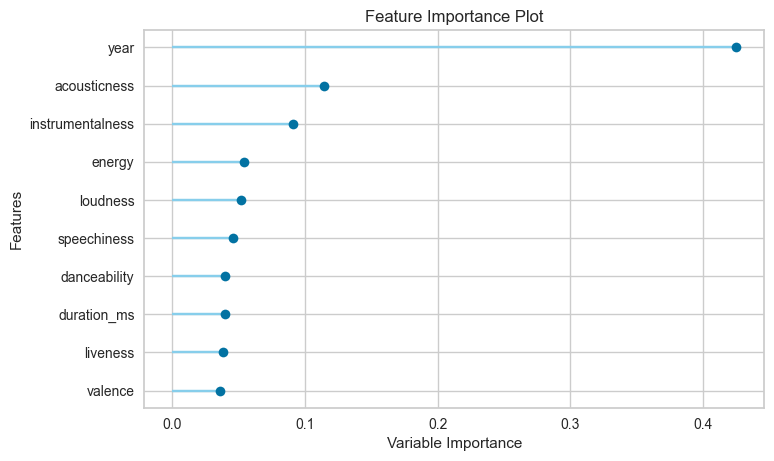 Feature Importance Plot
year
acousticness
instrumentalness
energy
loudness
speechiness
danceability
duration_ms
liveness
valence
Features
0.0 0.1 0.2 0.3 0.4
Variable Importance